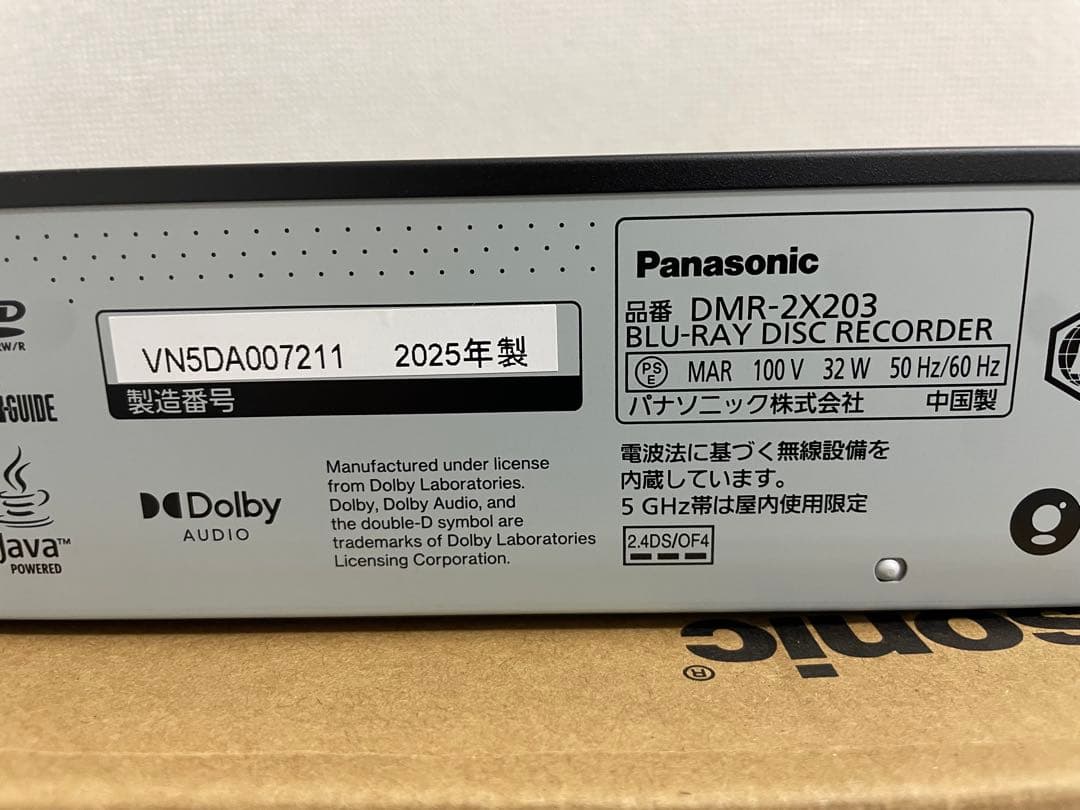 Panasonic
品番 DMR-2X203
BLU-RAY DISC RECORDER
PS
E
MAR 100 V 32 W 50 Hz/60 Hz
パナソニック株式会社 中国製
VN5DA007211 2025年製
製造番号
RW/R
GUIDE
Java™
POWERED
Dolby
AUDIO
Manufactured under license
from Dolby Laboratories.
Dolby, Dolby Audio, and
the double-D symbol are
trademarks of Dolby Laboratories
Licensing Corporation.
電波法に基づく無線設備を
内蔵しています。
5 GHz帯は屋内使用限定
2.4DS/OF4
sonic
®